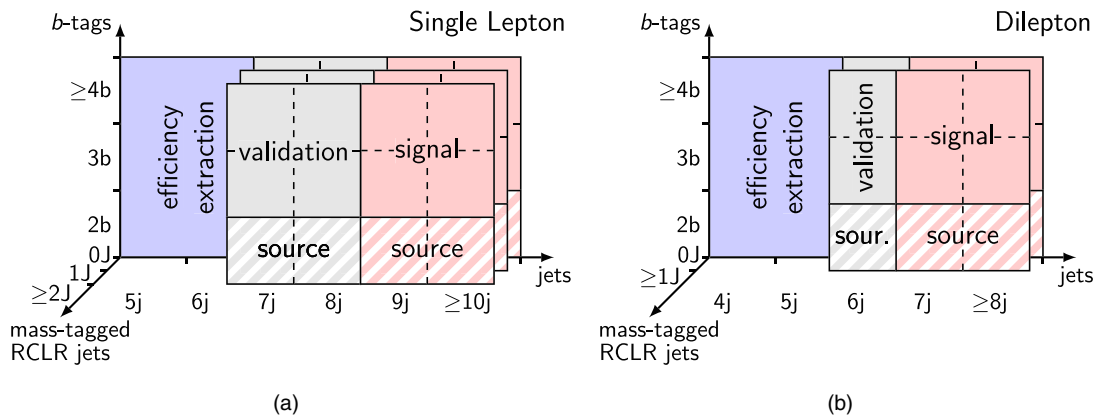 Single Lepton
b-tags
≥4b
3b
2b
0J
1J
≥2J
efficiency
extraction
validation
signal
source
source
5j
6j
7j
8j
9j
≥10j
jets
mass-tagged
RCLR jets
(a)
Dilepton
b-tags
≥4b
3b
2b
0J
≥1J
efficiency
extraction
validation
signal
sour.
source
4j
5j
6j
7j
≥8j
jets
mass-tagged
RCLR jets
(b)